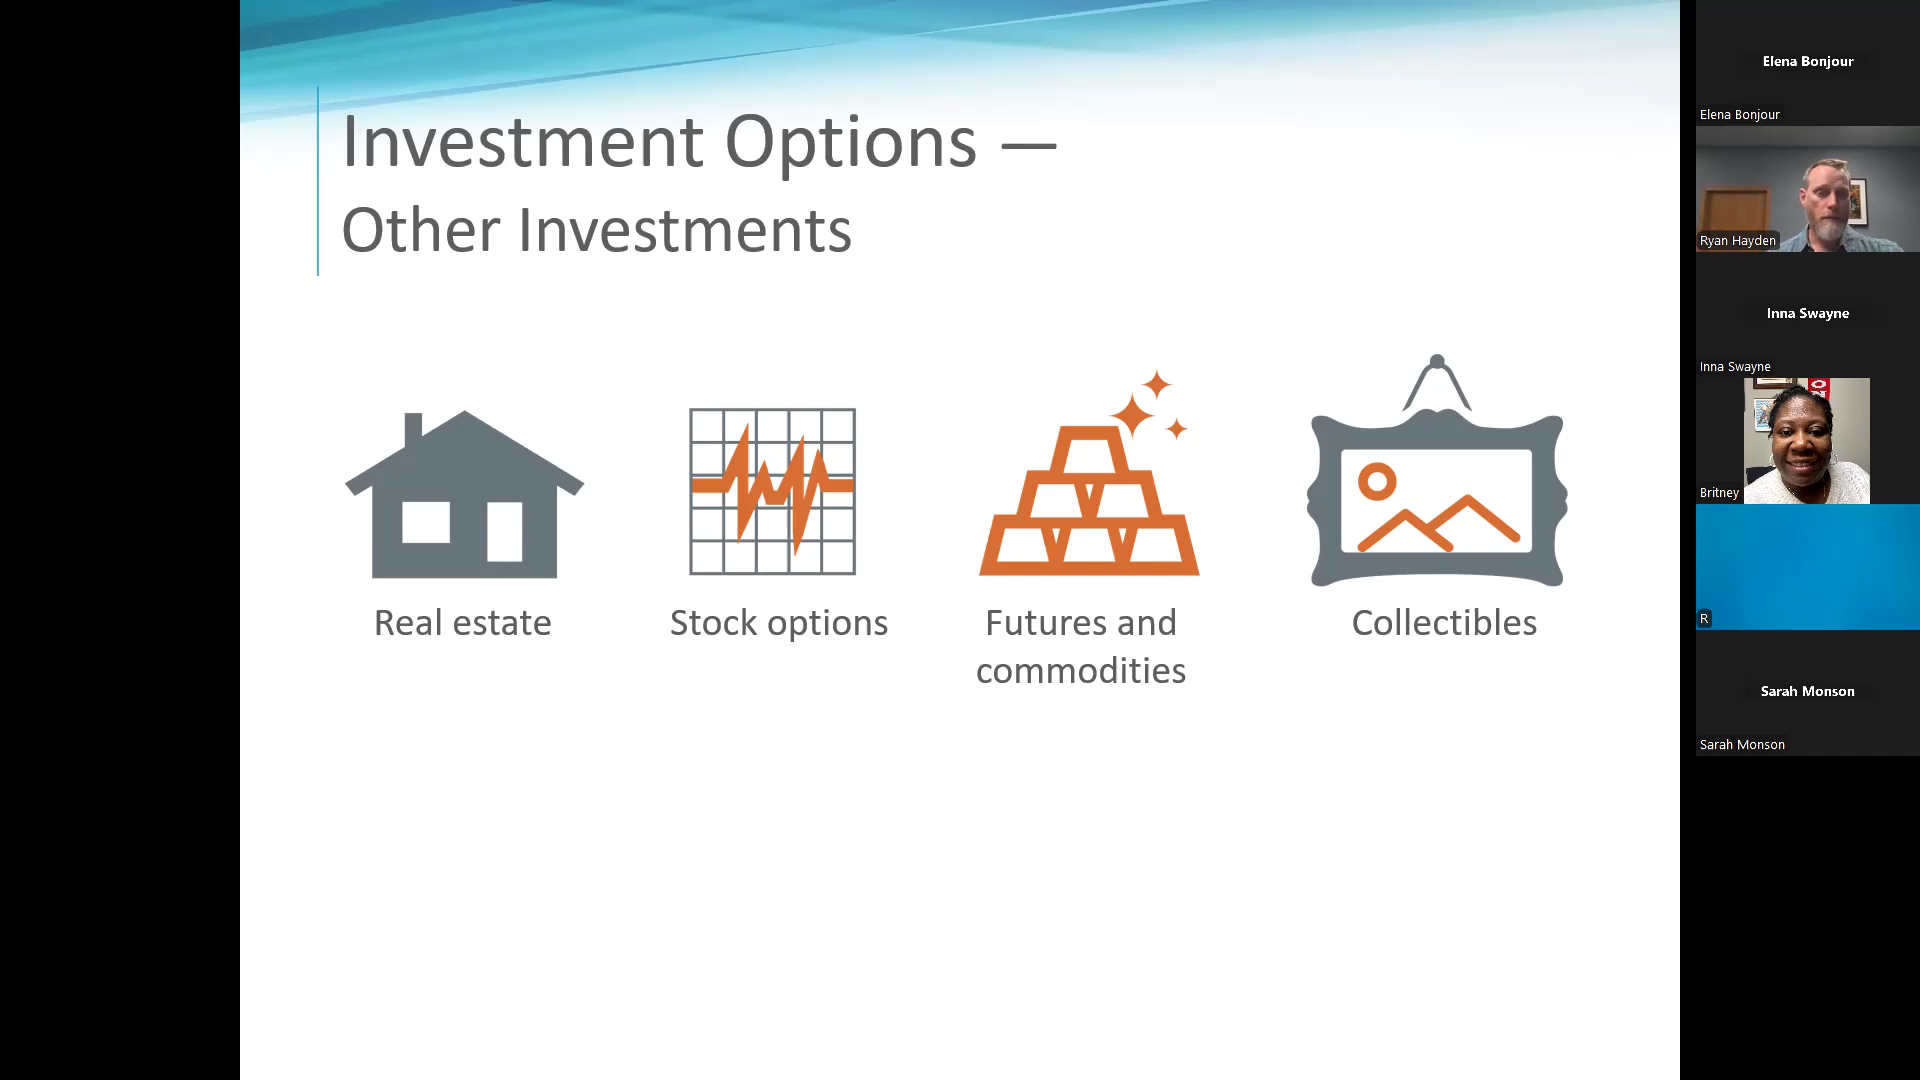 Investment Options —
Other Investments
Real estate
Stock options
Futures and
commodities
Collectibles
Elena Bonjour
Elena Bonjour
Ryan Hayden
Inna Swayne
Inna Swayne
Britney
R
Sarah Monson
Sarah Monson